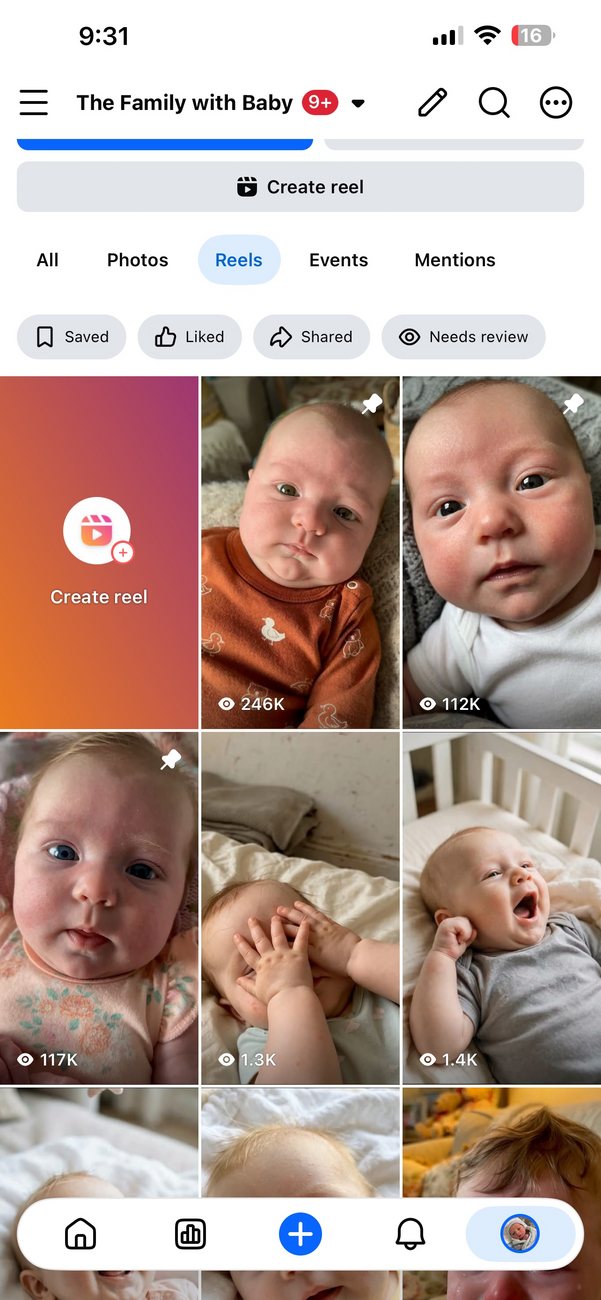 9:31
16
The Family with Baby 9+
Create reel
All Photos Reels Events Mentions
Saved Liked Shared Needs review
Create reel
246K
112K
117K
1.3K
1.4K